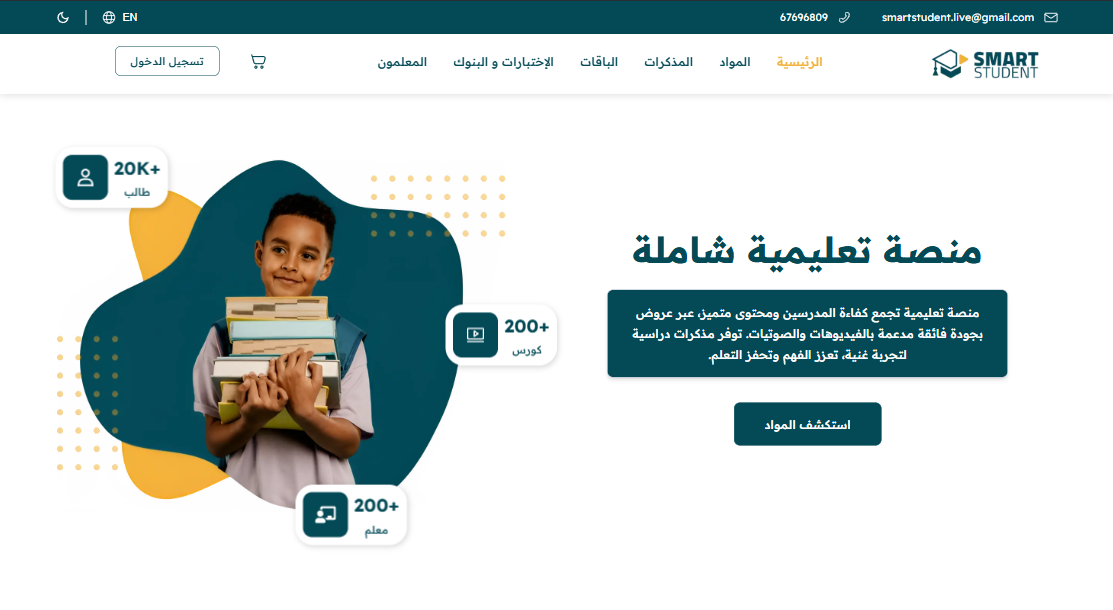 smartstudent.live@gmail.com
67696809
EN
SMART
STUDENT
الرئيسية
المواد
المذكرات
الباقات
الإختبارات و البنوك
المعلمون
تسجيل الدخول
منصة تعليمية شاملة
منصة تعليمية تجمع كفاءة المدرسين ومحتوى متميز، عبر عروض
بجودة فائقة مدعمة بالفيديوهات والصوتيات. توفر مذكرات دراسية
لتجربة غنية، تعزز الفهم وتحفز التعلم.
استكشف المواد
20K+
طالب
200+
كورس
200+
معلم